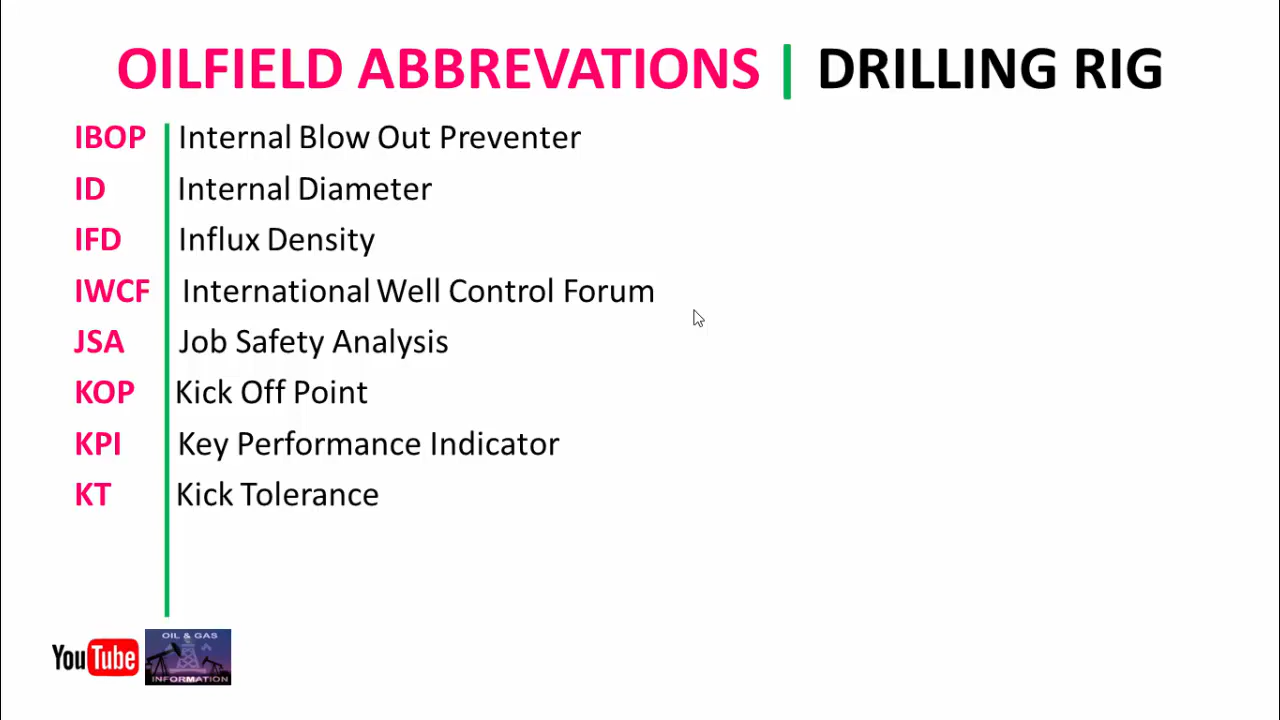 OILFIELD ABBREVATIONS | DRILLING RIG
IBOP Internal Blow Out Preventer
ID Internal Diameter
IFD Influx Density
IWCF International Well Control Forum
JSA Job Safety Analysis
KOP Kick Off Point
KPI Key Performance Indicator
KT Kick Tolerance
YouTube
OIL & GAS
INFORMATION